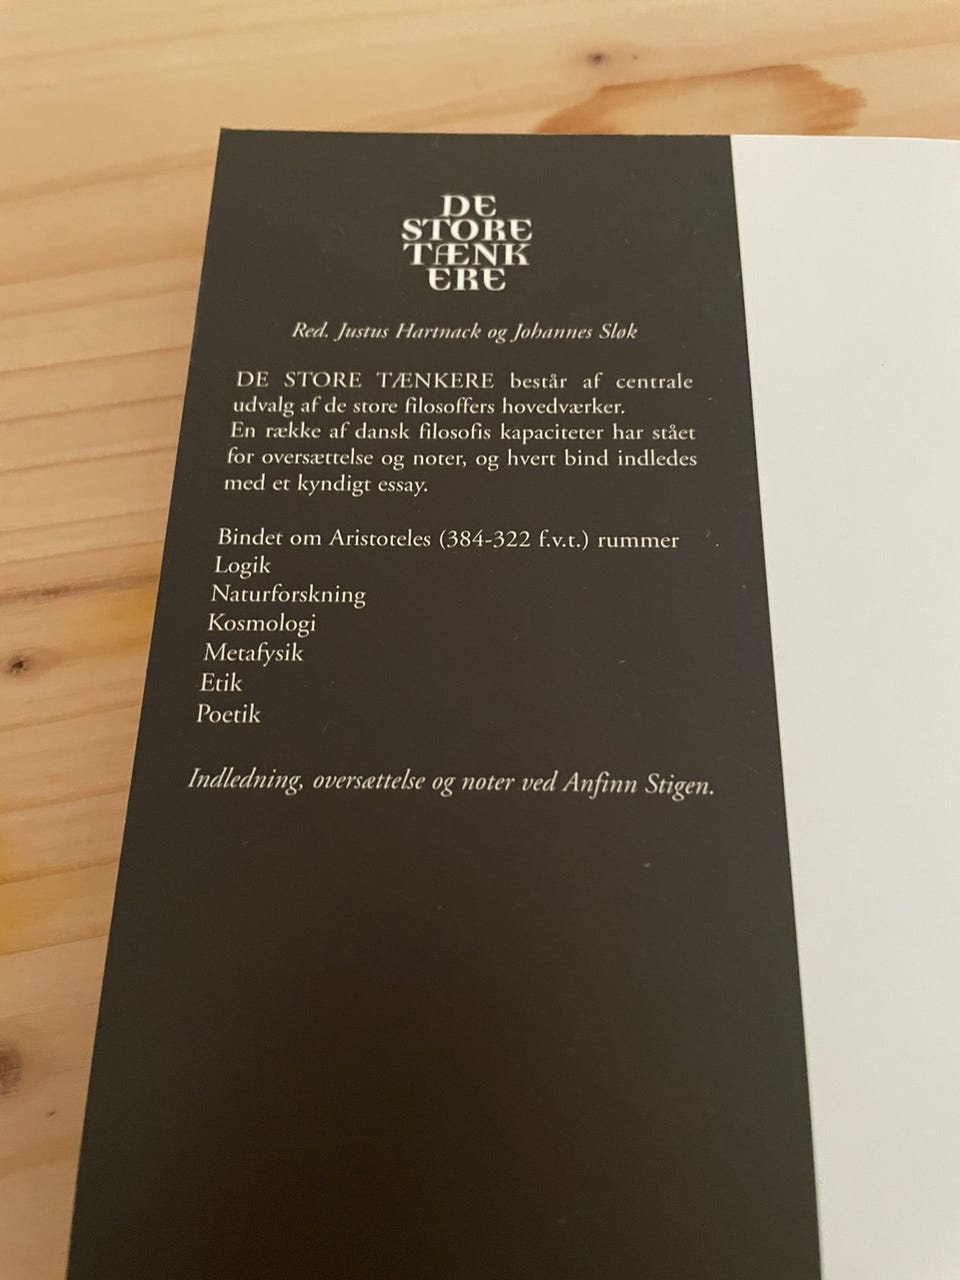 DE
STORE
TÆNK
ERE
Red. Justus Hartnack og Johannes Sløk
DE STORE TÆNKERE består af centrale
udvalg af de store filosoffers hovedværker.
En række af dansk filosofis kapaciteter har stået
for oversættelse og noter, og hvert bind indledes
med et kyndigt essay.
Bindet om Aristoteles (384-322 f.v.t.) rummer
Logik
Naturforskning
Kosmologi
Metafysik
Etik
Poetik
Indledning, oversættelse og noter ved Anfinn Stigen.